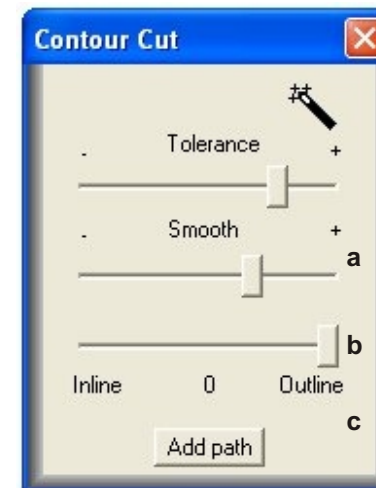 Contour Cut
- Tolerance +
- Smooth +
a
b
Inline 0 Outline
c
Add path